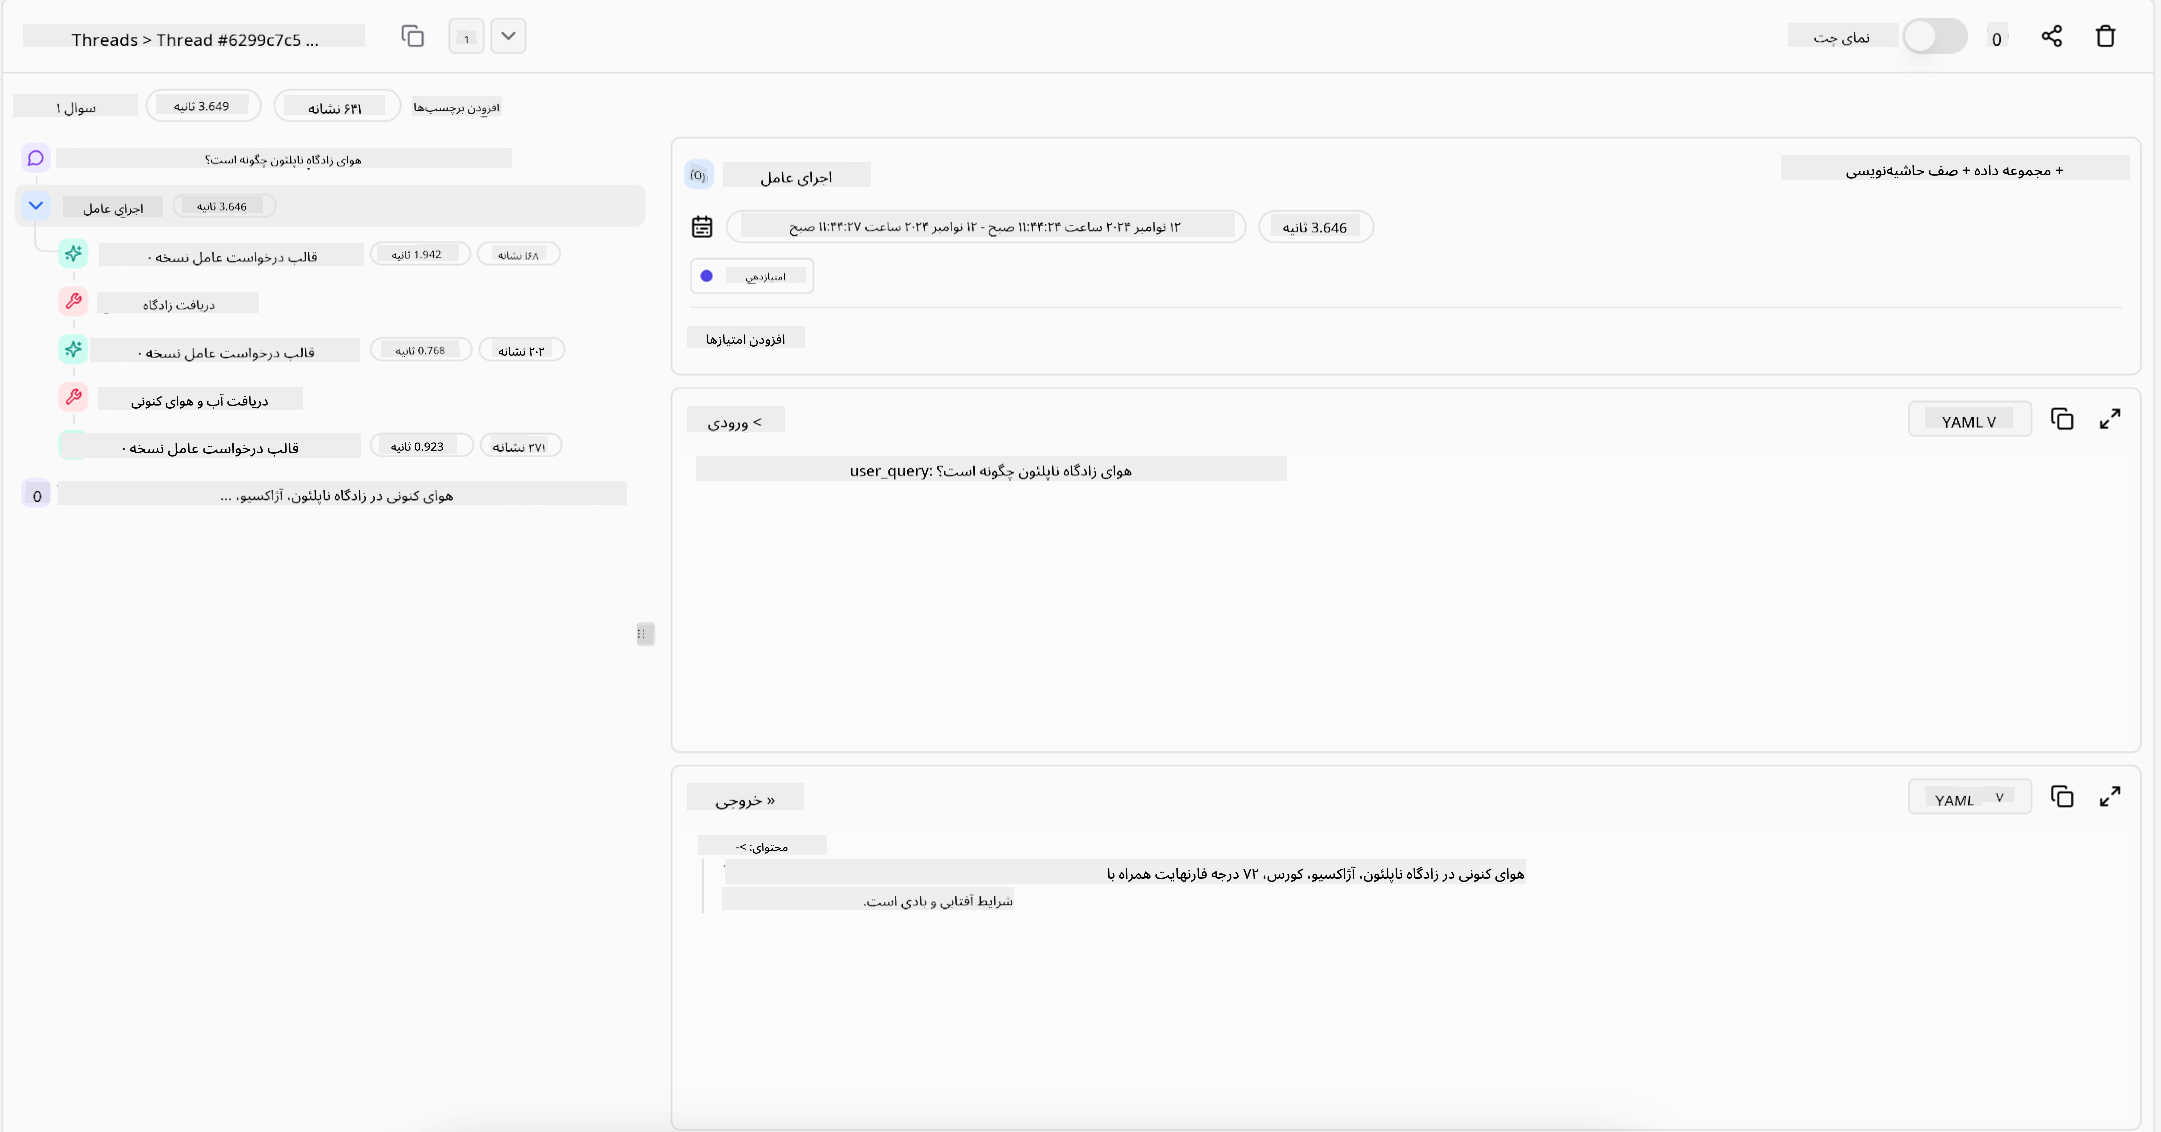 Threads > Thread #6299c7c5 ...
1
نمای چت
0
سوال ۱
3.649 ثانیه
۶۳۱ نشانه
افزودن برچسب‌ها
هوای زادگاه ناپلئون چگونه است؟
اجرای عامل
3.646 ثانیه
قالب درخواست عامل نسخه ۰
1.942 ثانیه
۱۶۸ نشانه
دریافت زادگاه
قالب درخواست عامل نسخه ۰
0.768 ثانیه
۲۰۲ نشانه
دریافت آب و هوای کنونی
قالب درخواست عامل نسخه ۰
0.923 ثانیه
۲۷۱ نشانه
0
هوای کنونی در زادگاه ناپلئون، آژاکسیو، ...
(0)
اجرای عامل
+ مجموعه داده + صف حاشیه‌نویسی
۱۲ نوامبر ۲۰۲۴ ساعت ۱۱:۴۴:۲۴ صبح - ۱۲ نوامبر ۲۰۲۴ ساعت ۱۱:۴۴:۲۷ صبح
3.646 ثانیه
امتیازدهی
افزودن امتیازها
> ورودی
YAML V
user_query: هوای زادگاه ناپلئون چگونه است؟
» خروجی
YAML V
محتوای: >-
هوای کنونی در زادگاه ناپلئون، آژاکسیو، کورس، ۷۲ درجه فارنهایت همراه با
شرایط آفتابی و بادی است.